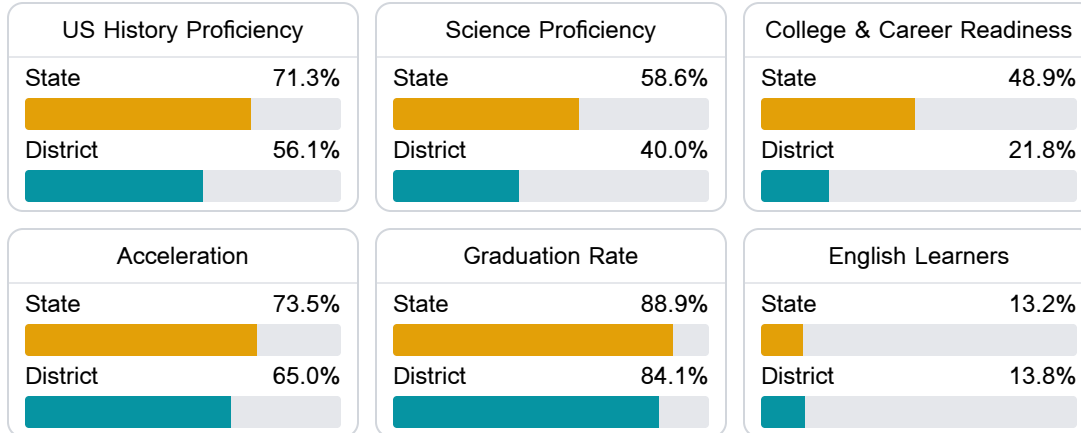 US History Proficiency
State 71.3%
District 56.1%
Science Proficiency
State 58.6%
District 40.0%
College & Career Readiness
State 48.9%
District 21.8%
Acceleration
State 73.5%
District 65.0%
Graduation Rate
State 88.9%
District 84.1%
English Learners
State 13.2%
District 13.8%